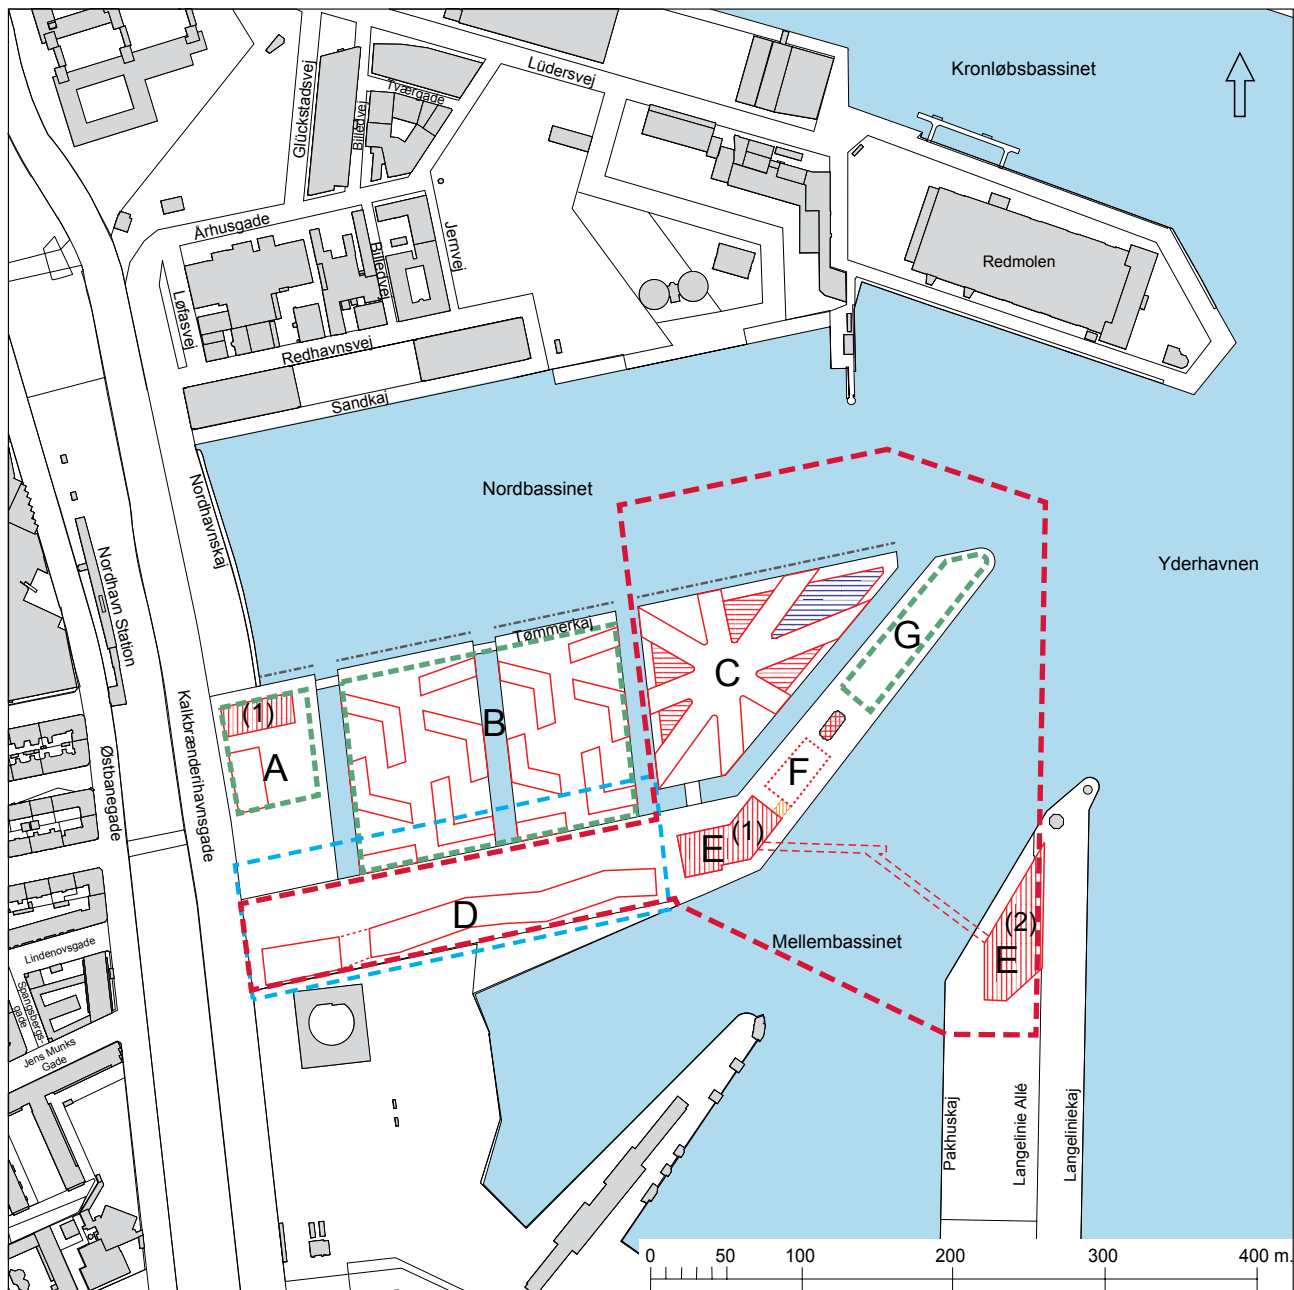 Kronløbsbassinet
Lüdersvej
Glückstadsvej
Tværgade
Billedvej
Århusgade
Jernvej
Billedvej
Redmolen
Løfasvej
Redhavnsvej
Sandkaj
Nordhavnskaj
Nordbassinet
Yderhavnen
Nordhavn Station
Tømmerkaj
Kalkbrænderihavnsgade
Østbanegade
(1)
A
B
C
G
F
E
(1)
D
Mellembassinet
(2)
E
Lindenovsgade
Spangsbergs-
gade
Jens Munks
Gade
Pakhuskaj
Langelinie Allé
Langeliniekaj
0 50 100 200 300 400 m.